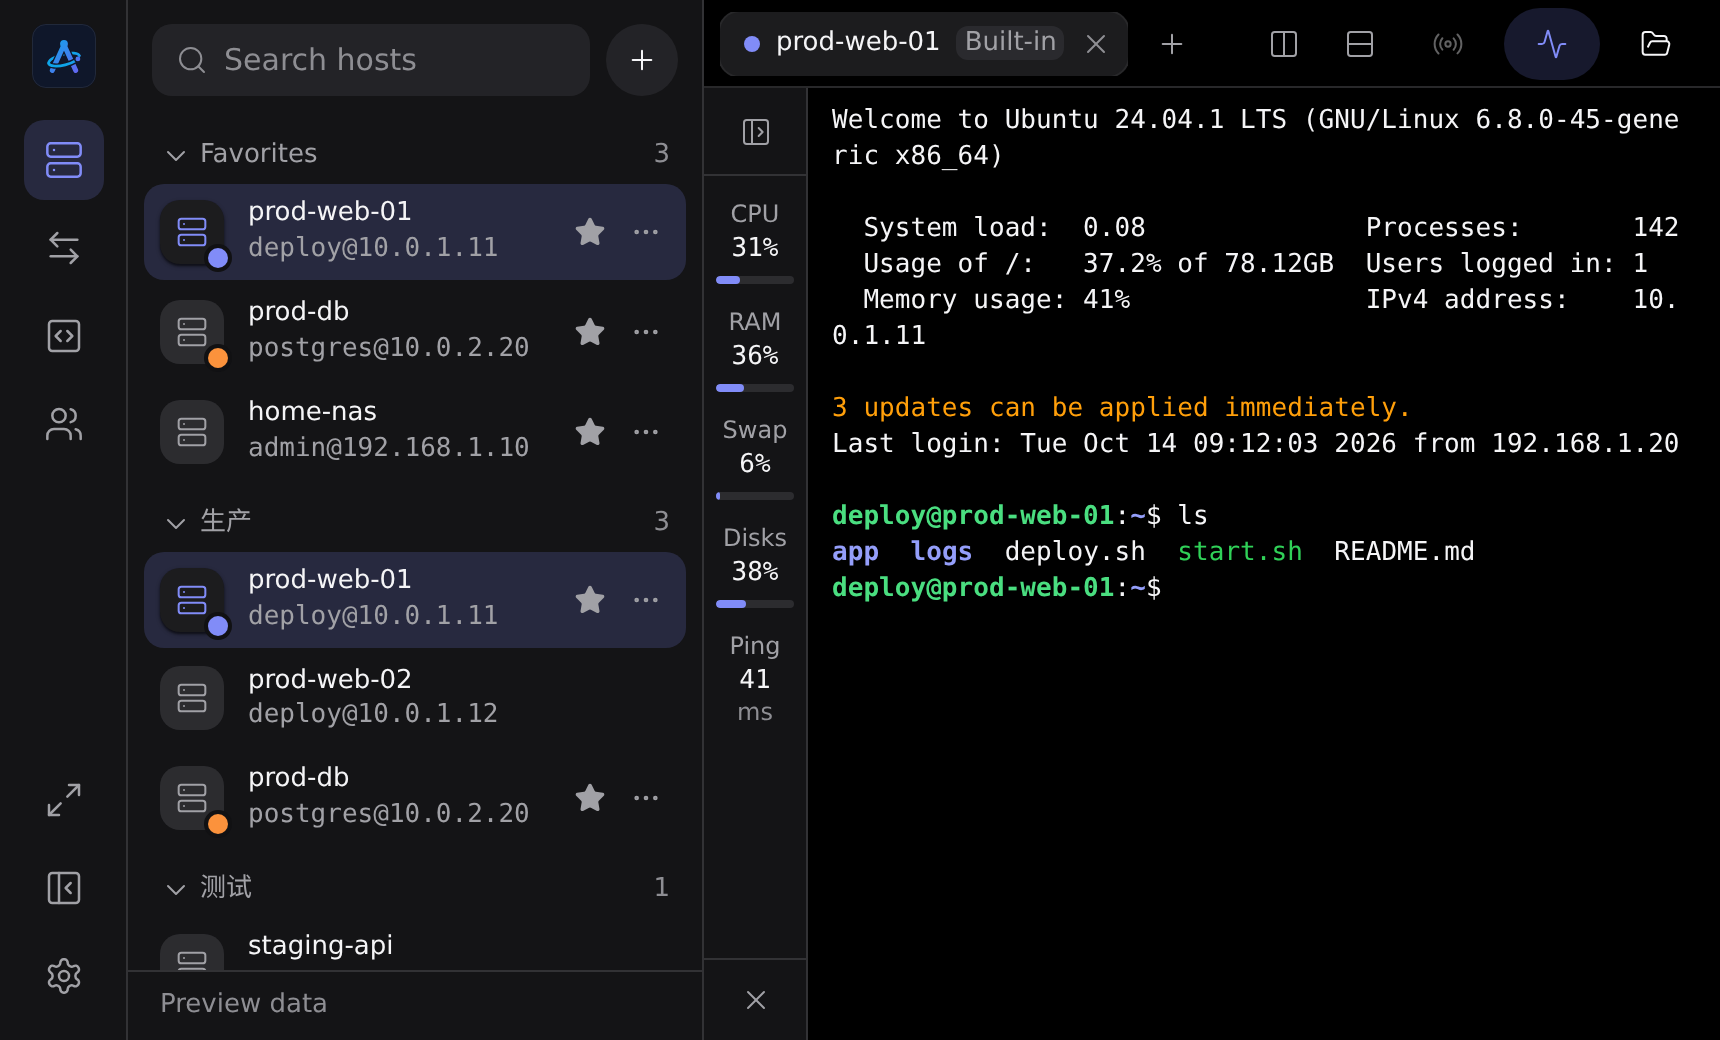 Search hosts
Favorites 3
prod-web-01
deploy@10.0.1.11
prod-db
postgres@10.0.2.20
home-nas
admin@192.168.1.10
生产 3
prod-web-01
deploy@10.0.1.11
prod-web-02
deploy@10.0.1.12
prod-db
postgres@10.0.2.20
测试 1
staging-api
Preview data
prod-web-01 Built-in
CPU
31%
RAM
36%
Swap
6%
Disks
38%
Ping
41
ms
Welcome to Ubuntu 24.04.1 LTS (GNU/Linux 6.8.0-45-gene
ric x86_64)
System load: 0.08 Processes: 142
Usage of /: 37.2% of 78.12GB Users logged in: 1
Memory usage: 41% IPv4 address: 10.
0.1.11
3 updates can be applied immediately.
Last login: Tue Oct 14 09:12:03 2026 from 192.168.1.20
deploy@prod-web-01:~$ ls
app logs deploy.sh start.sh README.md
deploy@prod-web-01:~$